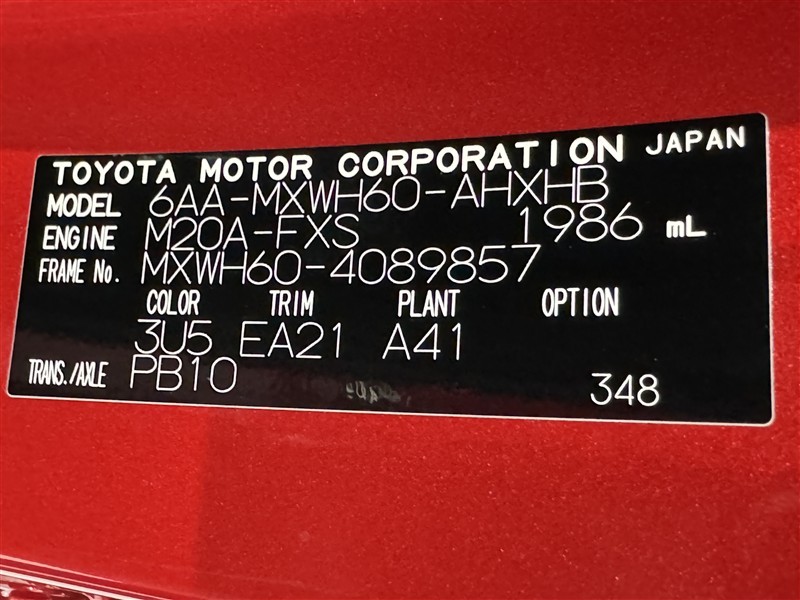 TOYOTA MOTOR CORPORATION JAPAN
MODEL 6AA-MXWH60-AHXHB
ENGINE M20A-FXS 1986 mL
FRAME No. MXWH60-4089857
COLOR TRIM PLANT OPTION
3U5 EA21 A41
TRANS./AXLE PB10 348